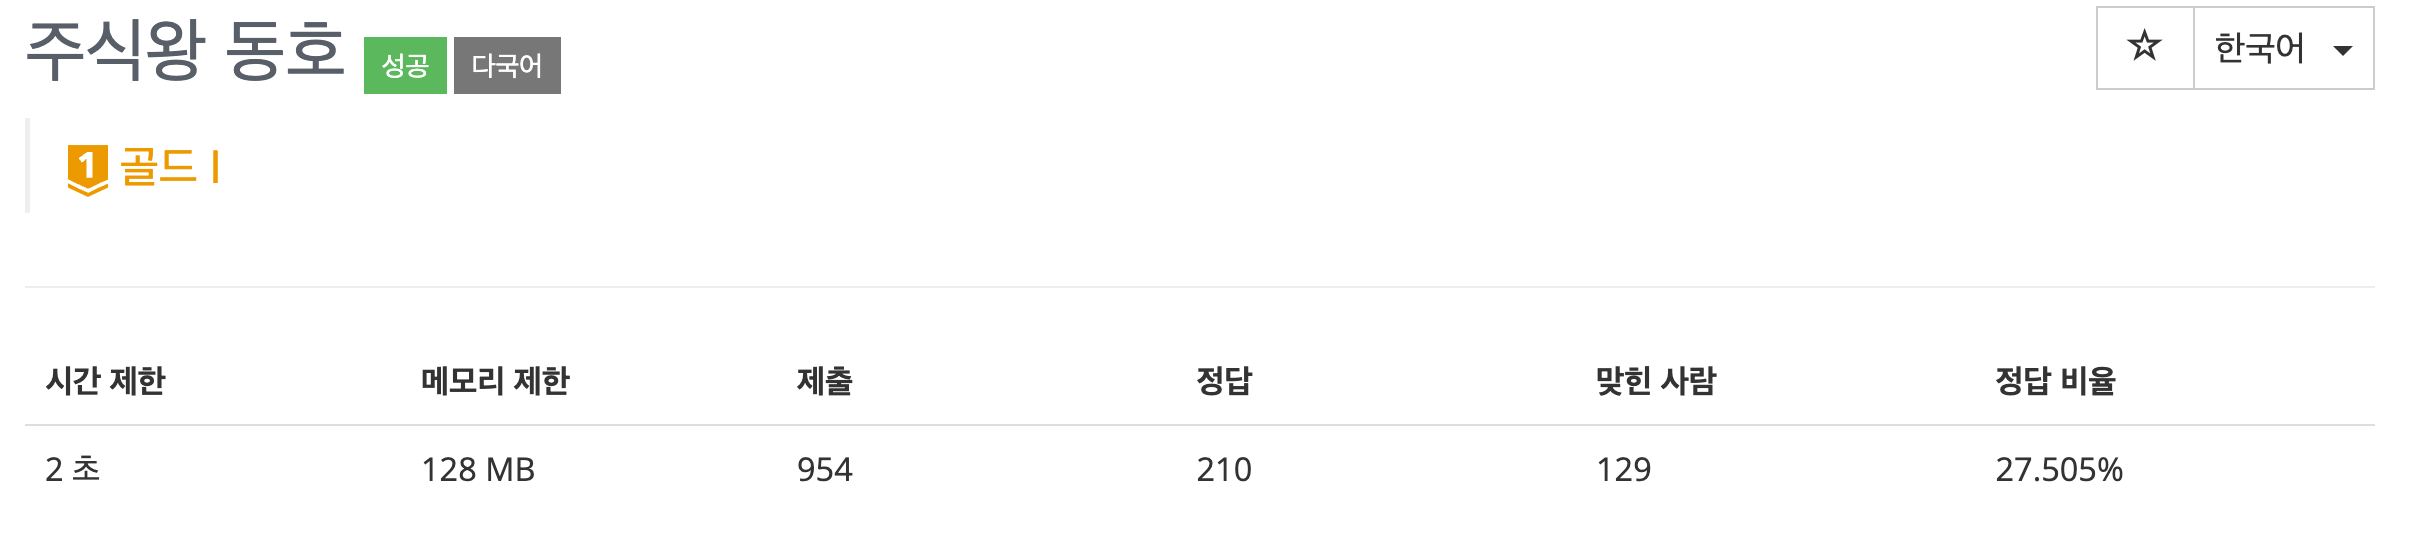 주식왕 동호 성공 다국어 ☆ 한국어
1 골드 I
시간 제한 메모리 제한 제출 정답 맞힌 사람 정답 비율
2 초 128 MB 954 210 129 27.505%